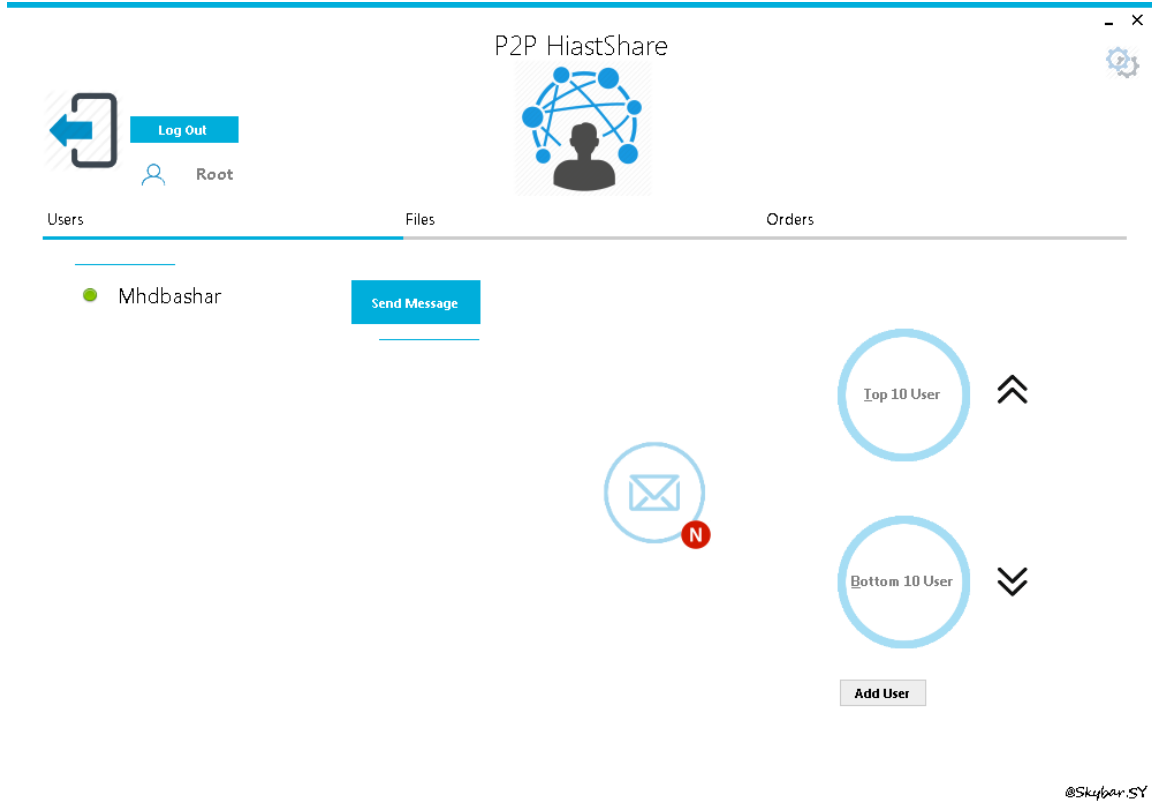 P2P HiastShare
Log Out
Root
Users Files Orders
Mhdbashar
Send Message
Top 10 User
N
Bottom 10 User
Add User
@Skybar.SY